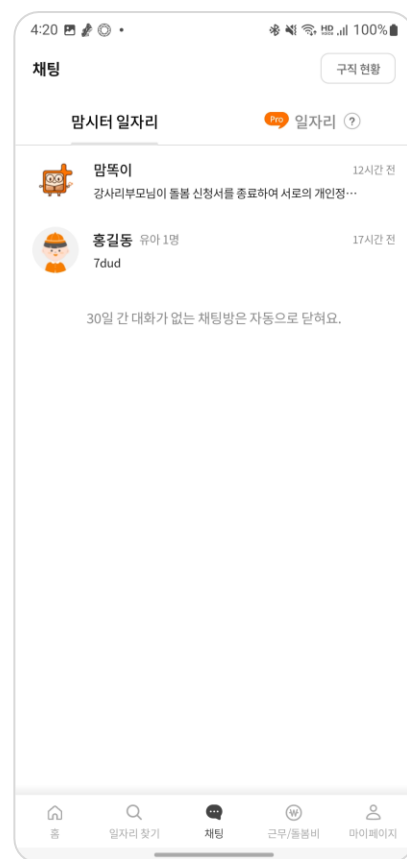 4:20 100%
채팅
구직 현황
맘시터 일자리
Pro 일자리 ?
맘똑이 12시간 전
강사리부모님이 돌봄 신청서를 종료하여 서로의 개인정…
홍길동 유아 1명 17시간 전
7dud
30일 간 대화가 없는 채팅방은 자동으로 닫혀요.
홈 일자리 찾기 채팅 근무/돌봄비 마이페이지